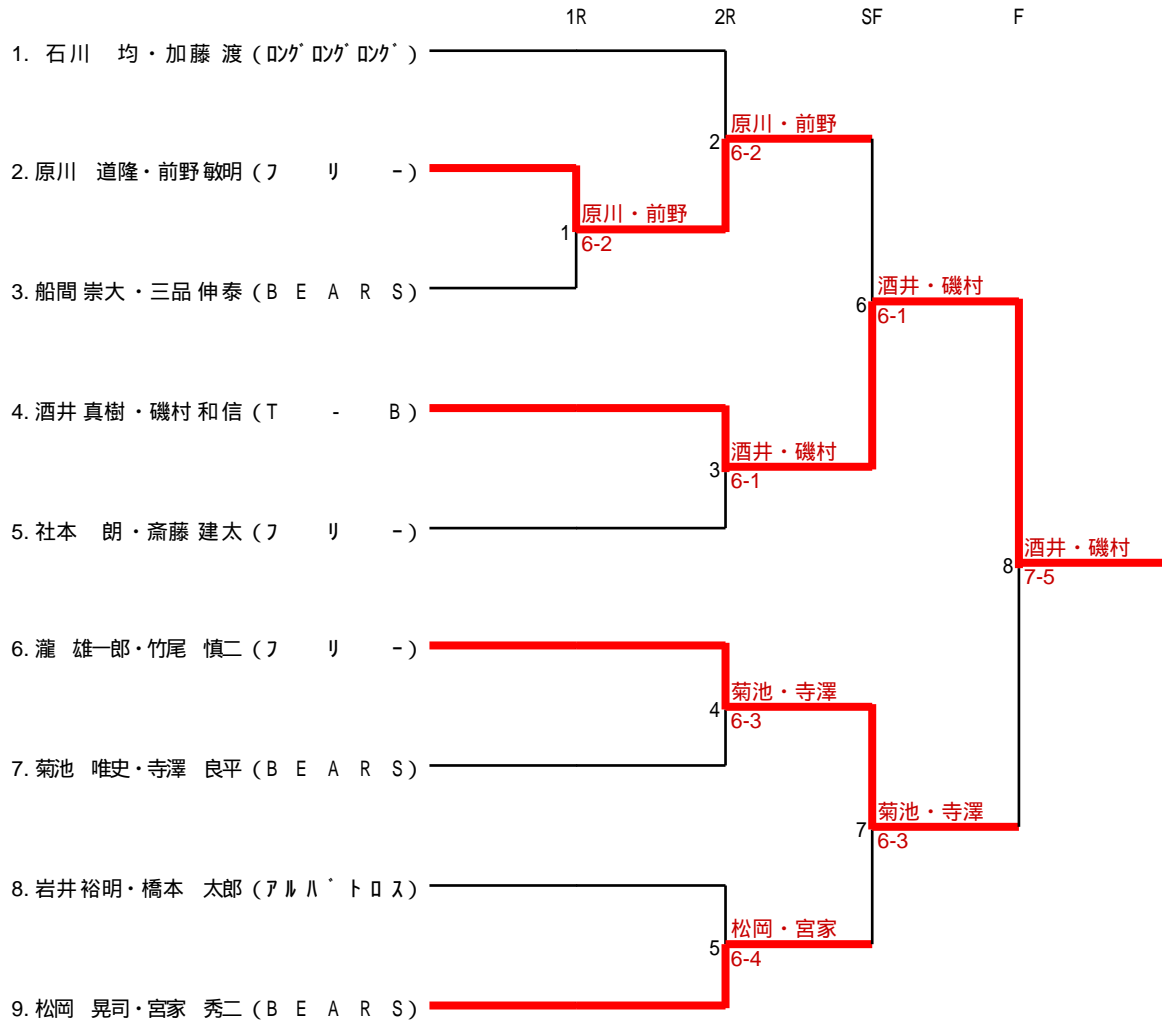 1R 2R SF F
1. 石川　均・加藤 渡 (ﾛﾝｸﾞﾛﾝｸﾞﾛﾝｸﾞ)
原川・前野
2
6-2
2. 原川　道隆・前野 敏明 (フ　リ　ー)
原川・前野
1
6-2
3. 船間 崇大・三品 伸泰 (B E A R S)
酒井・磯村
6
6-1
4. 酒井 真樹・磯村 和信 (T - B)
酒井・磯村
3
6-1
5. 社本　朗・斎藤 建太 (フ　リ　ー)
酒井・磯村
8
7-5
6. 瀧　雄一郎・竹尾　慎二 (フ　リ　ー)
菊池・寺澤
4
6-3
7. 菊池　唯史・寺澤　良平 (B E A R S)
菊池・寺澤
7
6-3
8. 岩井 裕明・橋本　太郎 (ア ル バ ト ロ ス)
松岡・宮家
5
6-4
9. 松岡　晃司・宮家　秀二 (B E A R S)